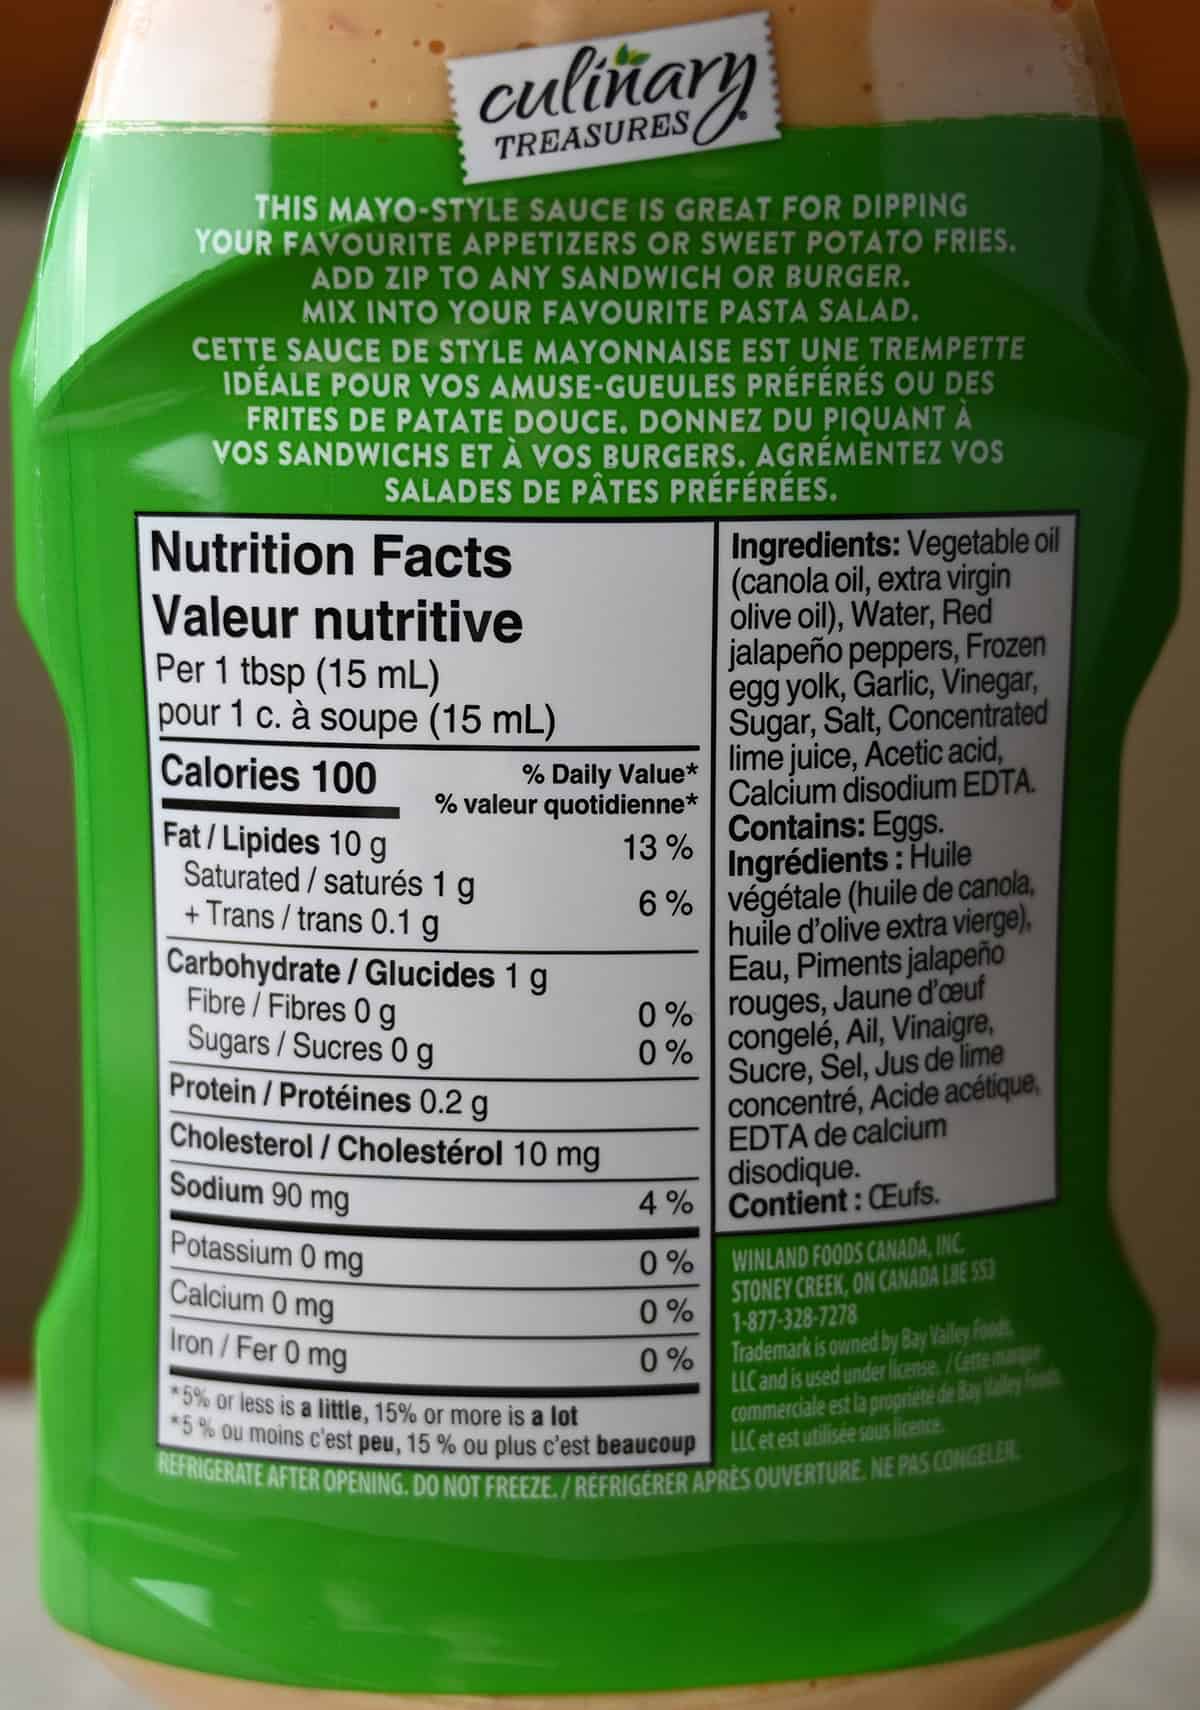 culinary
TREASURES®
THIS MAYO-STYLE SAUCE IS GREAT FOR DIPPING
YOUR FAVOURITE APPETIZERS OR SWEET POTATO FRIES.
ADD ZIP TO ANY SANDWICH OR BURGER.
MIX INTO YOUR FAVOURITE PASTA SALAD.
CETTE SAUCE DE STYLE MAYONNAISE EST UNE TREMPETTE
IDÉALE POUR VOS AMUSE-GUEULES PRÉFÉRÉS OU DES
FRITES DE PATATE DOUCE. DONNEZ DU PIQUANT À
VOS SANDWICHS ET À VOS BURGERS. AGRÉMENTEZ VOS
SALADES DE PÂTES PRÉFÉRÉES.
Nutrition Facts
Valeur nutritive
Per 1 tbsp (15 mL)
pour 1 c. à soupe (15 mL)
Calories 100
% Daily Value*
% valeur quotidienne*
Fat / Lipides 10 g 13 %
Saturated / saturés 1 g
+ Trans / trans 0.1 g 6 %
Carbohydrate / Glucides 1 g
Fibre / Fibres 0 g 0 %
Sugars / Sucres 0 g 0 %
Protein / Protéines 0.2 g
Cholesterol / Cholestérol 10 mg
Sodium 90 mg 4 %
Potassium 0 mg 0 %
Calcium 0 mg 0 %
Iron / Fer 0 mg 0 %
*5% or less is a little, 15% or more is a lot
*5 % ou moins c'est peu, 15 % ou plus c'est beaucoup
Ingredients: Vegetable oil
(canola oil, extra virgin
olive oil), Water, Red
jalapeño peppers, Frozen
egg yolk, Garlic, Vinegar,
Sugar, Salt, Concentrated
lime juice, Acetic acid,
Calcium disodium EDTA.
Contains: Eggs.
Ingrédients : Huile
végétale (huile de canola,
huile d'olive extra vierge),
Eau, Piments jalapeño
rouges, Jaune d'œuf
congelé, Ail, Vinaigre,
Sucre, Sel, Jus de lime
concentré, Acide acétique,
EDTA de calcium
disodique.
Contient : Œufs.
WINLAND FOODS CANADA, INC.
STONEY CREEK, ON CANADA L8E 5S3
1-877-328-7278
Trademark is owned by Bay Valley Foods,
LLC and is used under license. / Cette marque
commerciale est la propriété de Bay Valley Foods,
LLC et est utilisée sous licence.
REFRIGERATE AFTER OPENING. DO NOT FREEZE. / RÉFRIGÉRER APRÈS OUVERTURE. NE PAS CONGELER.